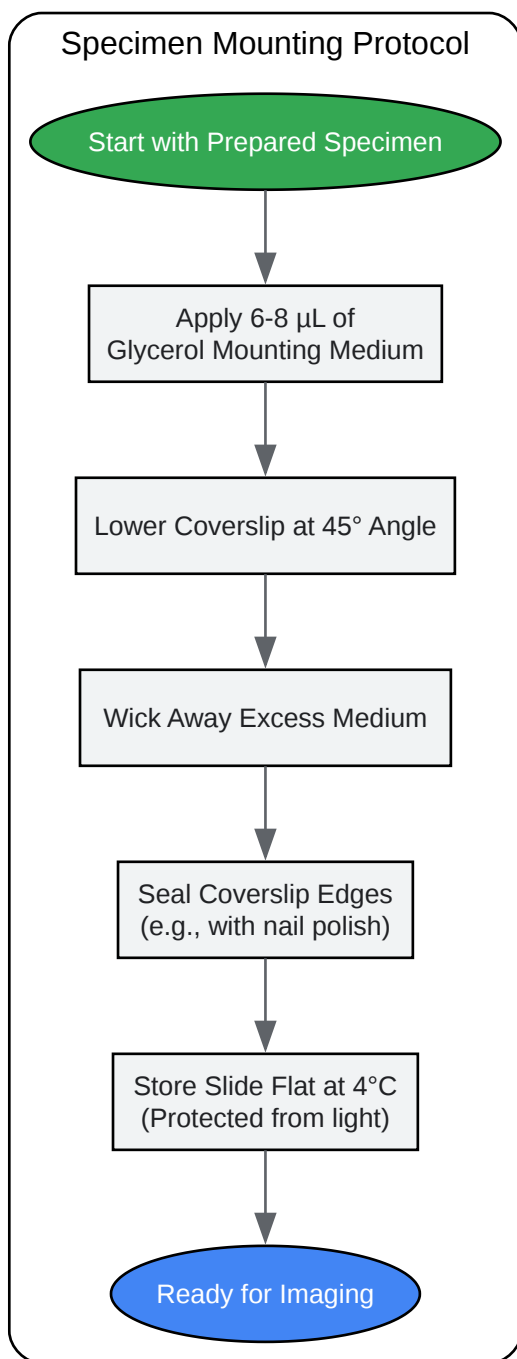 Specimen Mounting Protocol
Start with Prepared Specimen
Apply 6-8 µL of
Glycerol Mounting Medium
Lower Coverslip at 45° Angle
Wick Away Excess Medium
Seal Coverslip Edges
(e.g., with nail polish)
Store Slide Flat at 4°C
(Protected from light)
Ready for Imaging